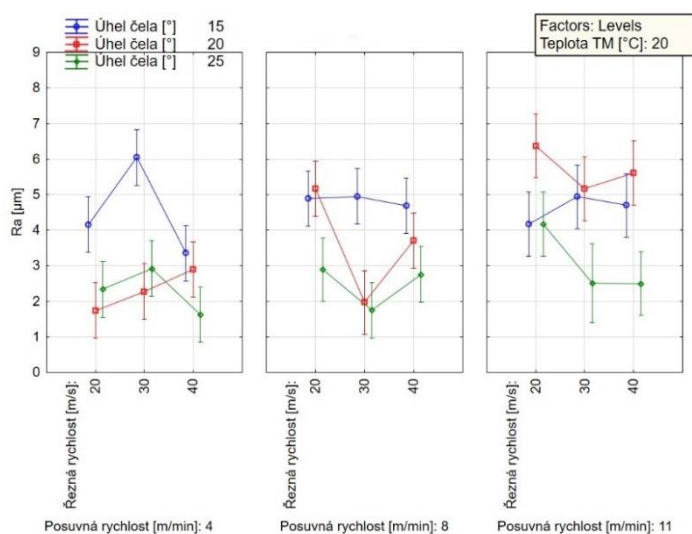 Úhel čela [°] 15
Úhel čela [°] 20
Úhel čela [°] 25
Factors: Levels
Teplota TM [°C]: 20
Ra [µm]
9
8
7
6
5
4
3
2
1
0
Řezná rychlost [m/s]: 20 30 40
Řezná rychlost [m/s]: 20 30 40
Řezná rychlost [m/s]: 20 30 40
Posuvná rychlost [m/min]: 4
Posuvná rychlost [m/min]: 8
Posuvná rychlost [m/min]: 11